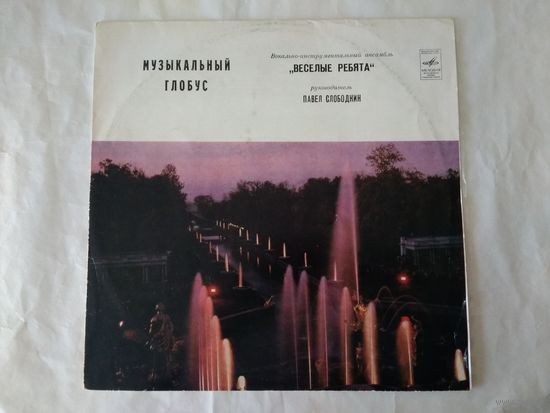 МУЗЫКАЛЬНЫЙ
ГЛОБУС
Вокально-инструментальный ансамбль
„ВЕСЕЛЫЕ РЕБЯТА“
руководитель
ПАВЕЛ СЛОБОДКИН